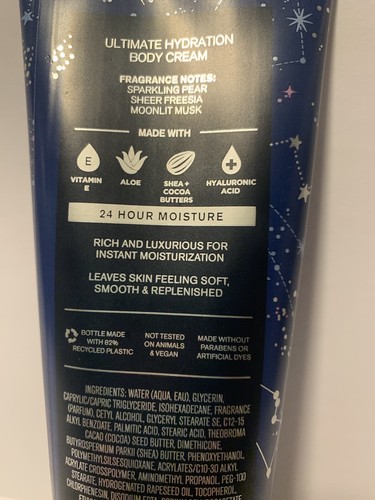 ULTIMATE HYDRATION
BODY CREAM
FRAGRANCE NOTES:
SPARKLING PEAR
SHEER FREESIA
MOONLIT MUSK
MADE WITH
E
VITAMIN
E
ALOE
SHEA +
COCOA
BUTTERS
HYALURONIC
ACID
24 HOUR MOISTURE
RICH AND LUXURIOUS FOR
INSTANT MOISTURIZATION
LEAVES SKIN FEELING SOFT,
SMOOTH & REPLENISHED
BOTTLE MADE
WITH 82%
RECYCLED PLASTIC
NOT TESTED
ON ANIMALS
& VEGAN
MADE WITHOUT
PARABENS OR
ARTIFICIAL DYES
INGREDIENTS: WATER (AQUA, EAU), GLYCERIN,
CAPRYLIC/CAPRIC TRIGLYCERIDE, ISOHEXADECANE, FRAGRANCE
(PARFUM), CETYL ALCOHOL, GLYCERYL STEARATE SE, C12-15
ALKYL BENZOATE, PALMITIC ACID, STEARIC ACID, THEOBROMA
CACAO (COCOA) SEED BUTTER, DIMETHICONE,
BUTYROSPERMUM PARKII (SHEA) BUTTER, PHENOXYETHANOL,
POLYMETHYLSILSESQUIOXANE, ACRYLATES/C10-30 ALKYL
ACRYLATE CROSSPOLYMER, AMINOMETHYL PROPANOL, PEG-100
STEARATE, HYDROGENATED RAPESEED OIL, TOCOPHEROL,
CHLORPHENESIN, DISODIUM EDTA,